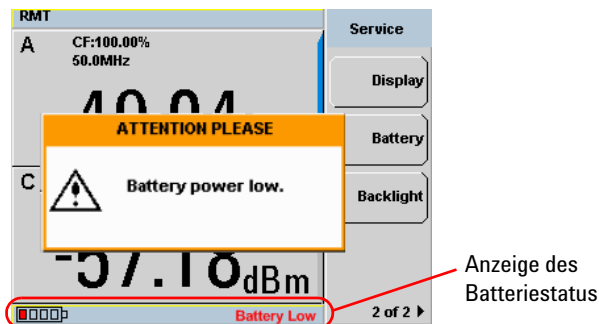 RMT
Service
A
CF:100.00%
50.0MHz
Display
ATTENTION PLEASE
Battery
C
Battery power low.
Backlight
-57.18dBm
Anzeige des
Batteriestatus
Battery Low
2 of 2